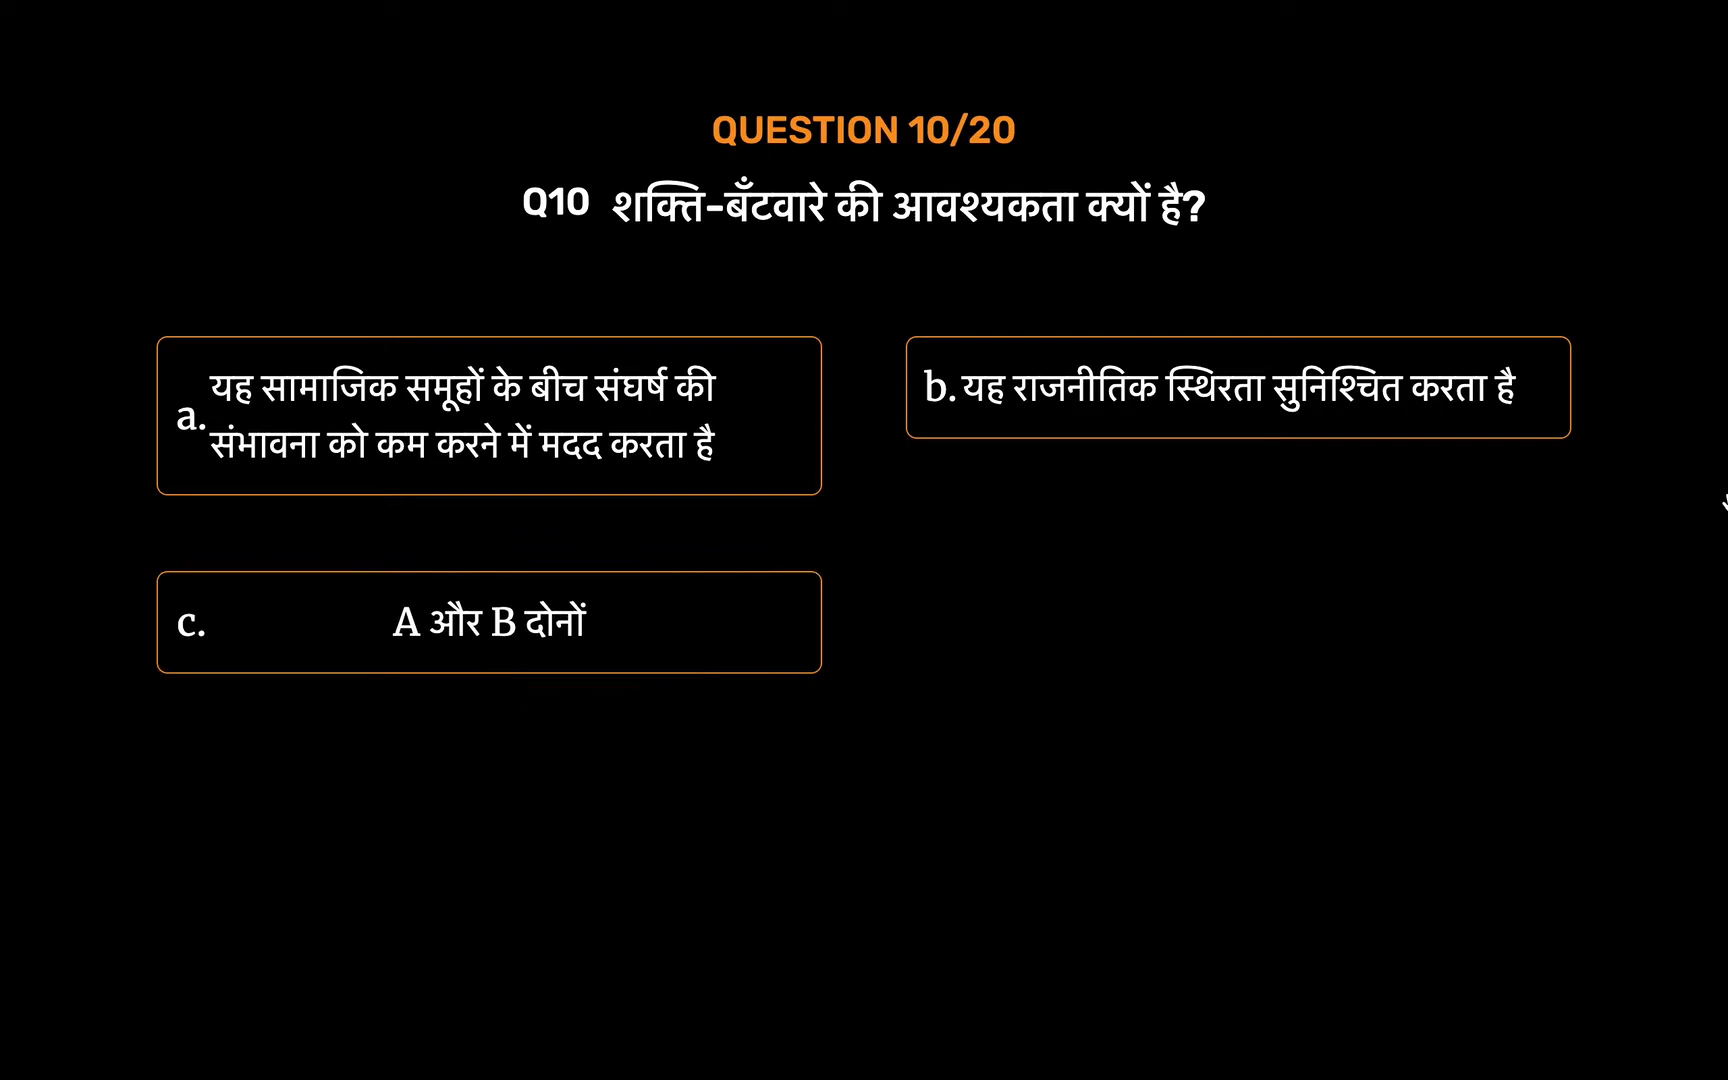 QUESTION 10/20
Q10 शक्ति-बँटवारे की आवश्यकता क्यों है?
a. यह सामाजिक समूहों के बीच संघर्ष की
संभावना को कम करने में मदद करता है
b. यह राजनीतिक स्थिरता सुनिश्चित करता है
c. A और B दोनों